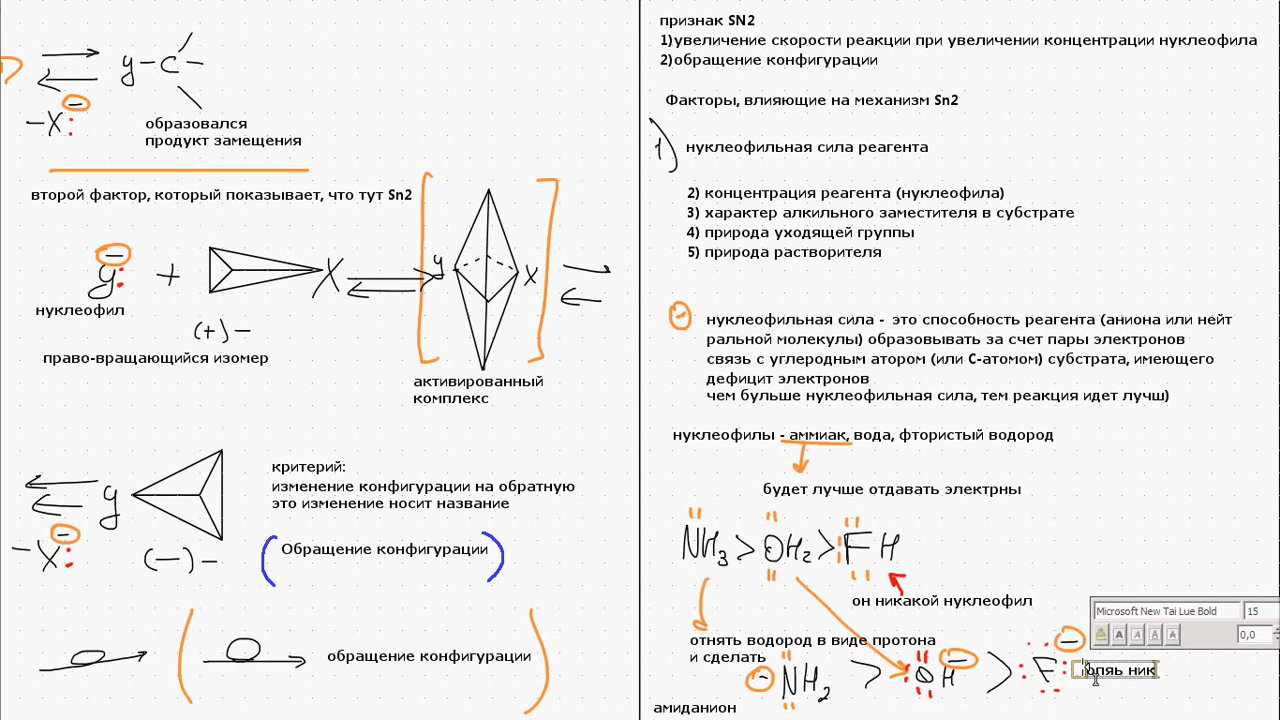 y – C –
– X :
образовался
продукт замещения
второй фактор, который показывает, что тут Sn2
y : + X
y X
нуклеофил
(+) –
право-вращающийся изомер
активированный
комплекс
y
– X :
(–) –
критерий:
изменение конфигурации на обратную
это изменение носит название
Обращение конфигурации
обращение конфигурации
признак SN2
1)увеличение скорости реакции при увеличении концентрации нуклеофила
2)обращение конфигурации
Факторы, влияющие на механизм Sn2
1) нуклеофильная сила реагента
2) концентрация реагента (нуклеофила)
3) характер алкильного заместителя в субстрате
4) природа уходящей группы
5) природа растворителя
нуклеофильная сила - это способность реагента (аниона или нейт
ральной молекулы) образовывать за счет пары электронов
связь с углеродным атором (или С-атомом) субстрата, имеющего
дефицит электронов
чем бульше нуклеофильная сила, тем реакция идет лучш)
нуклеофилы - аммиак, вода, фтористый водород
будет лучше отдавать электрны
NH3 > OH2 > FH
он никакой нуклеофил
отнять водород в виде протона
и сделать
NH2 > OH > F
амиданион
Microsoft New Tai Lue Bold
15
A A A A
0,0